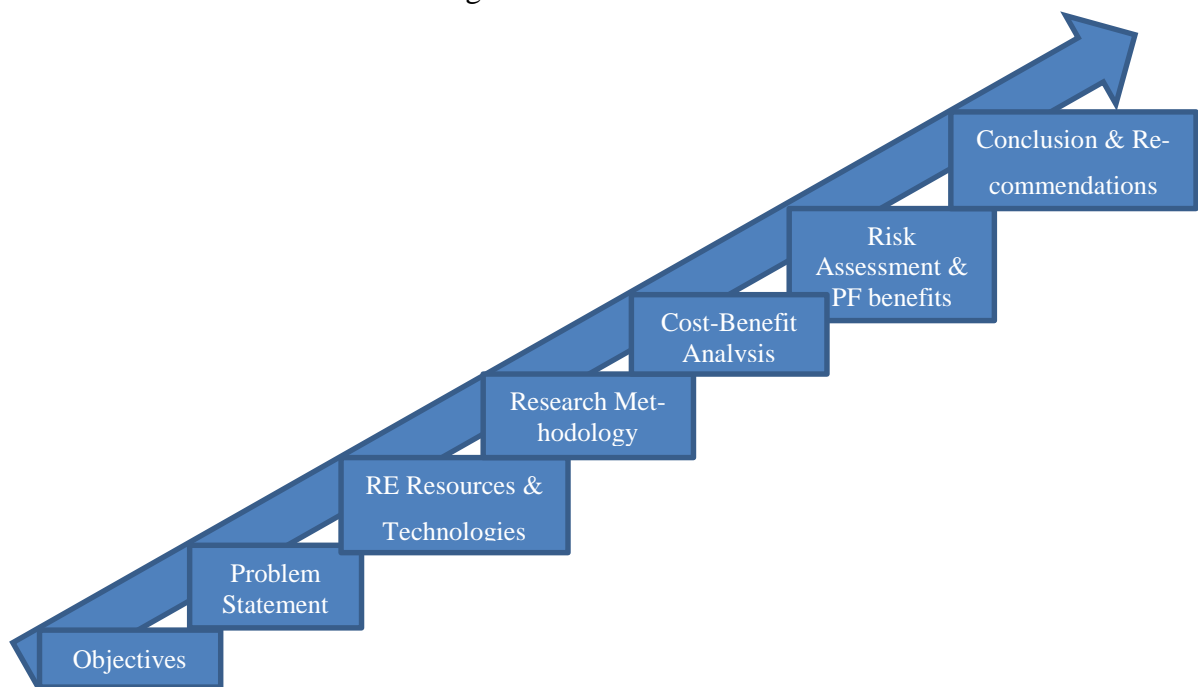 Conclusion & Re-
commendations
Risk
Assessment &
PF benefits
Cost-Benefit
Analysis
Research Met-
hodology
RE Resources &
Technologies
Problem
Statement
Objectives